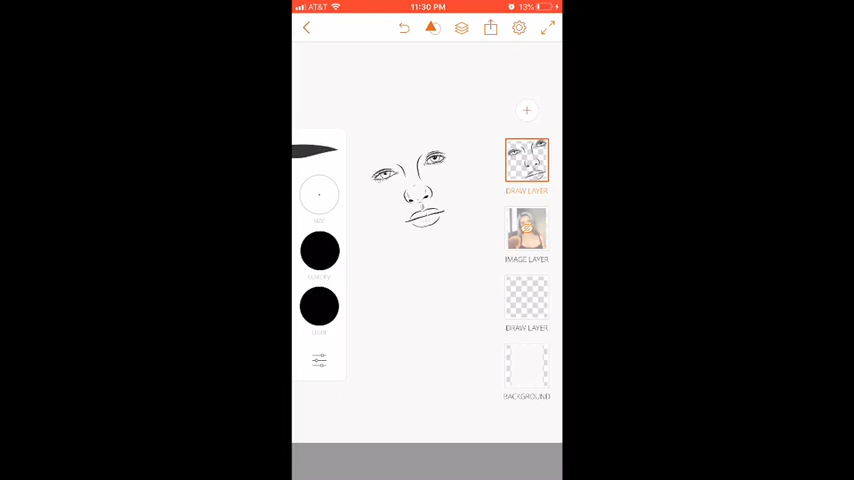 AT&T 11:30 PM 13%
DRAW LAYER
IMAGE LAYER
DRAW LAYER
BACKGROUND